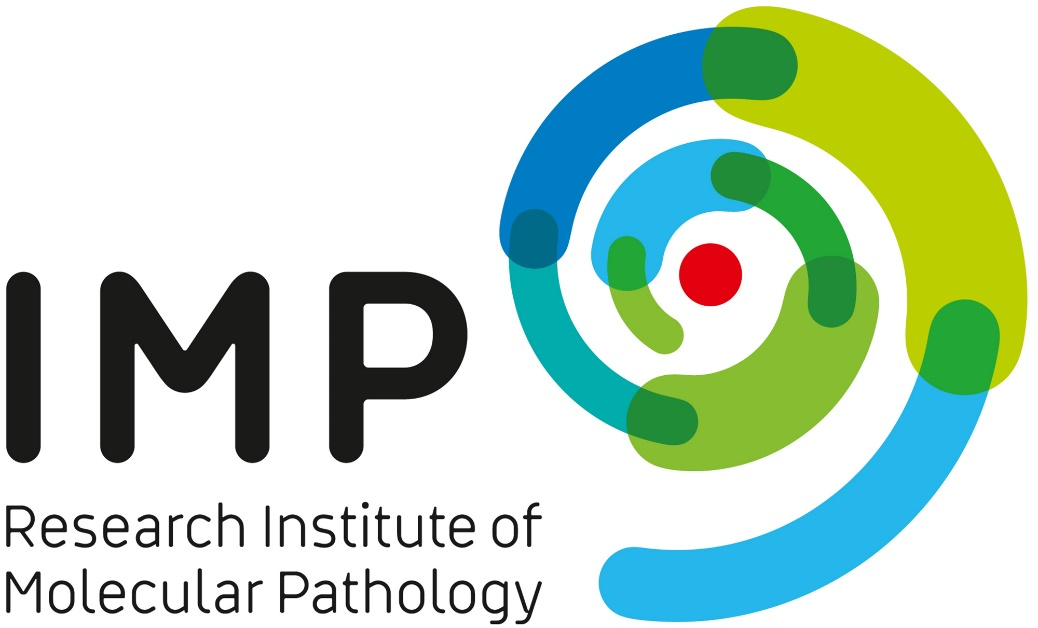 IMP
Research Institute of
Molecular Pathology